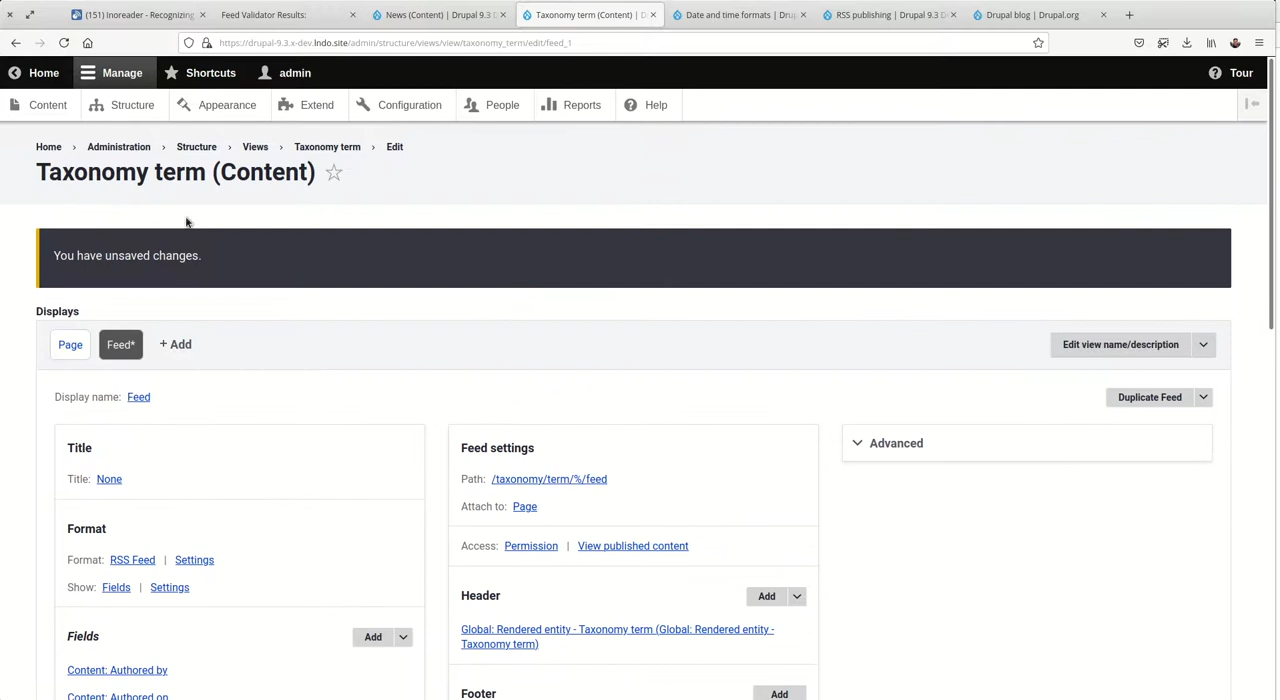 (151) Inoreader - Recognizing
Feed Validator Results:
News (Content) | Drupal 9.3 D
Taxonomy term (Content) | D
Date and time formats | Dru
RSS publishing | Drupal 9.3 D
Drupal blog | Drupal.org
https://drupal-9.3.x-dev.lndo.site/admin/structure/views/view/taxonomy_term/edit/feed_1
Home
Manage
Shortcuts
admin
Tour
Content
Structure
Appearance
Extend
Configuration
People
Reports
Help
Home › Administration › Structure › Views › Taxonomy term › Edit
Taxonomy term (Content)
You have unsaved changes.
Displays
Page
Feed*
+ Add
Edit view name/description
Display name: Feed
Duplicate Feed
Title
Title: None
Format
Format: RSS Feed | Settings
Show: Fields | Settings
Fields
Add
Content: Authored by
Content: Authored on
Feed settings
Path: /taxonomy/term/%/feed
Attach to: Page
Access: Permission | View published content
Header
Add
Global: Rendered entity - Taxonomy term (Global: Rendered entity -
Taxonomy term)
Footer
Add
Advanced